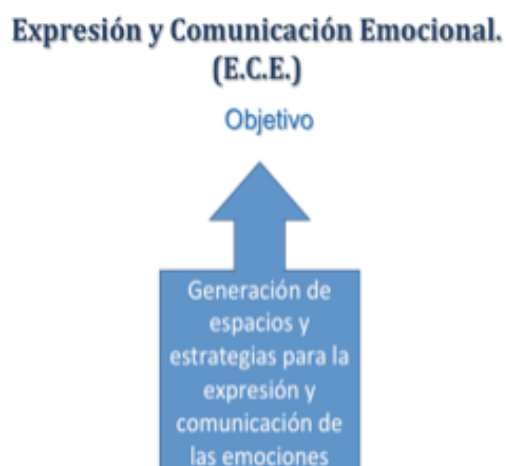 Expresión y Comunicación Emocional.
(E.C.E.)
Objetivo
Generación de
espacios y
estrategias para la
expresión y
comunicación de
las emociones